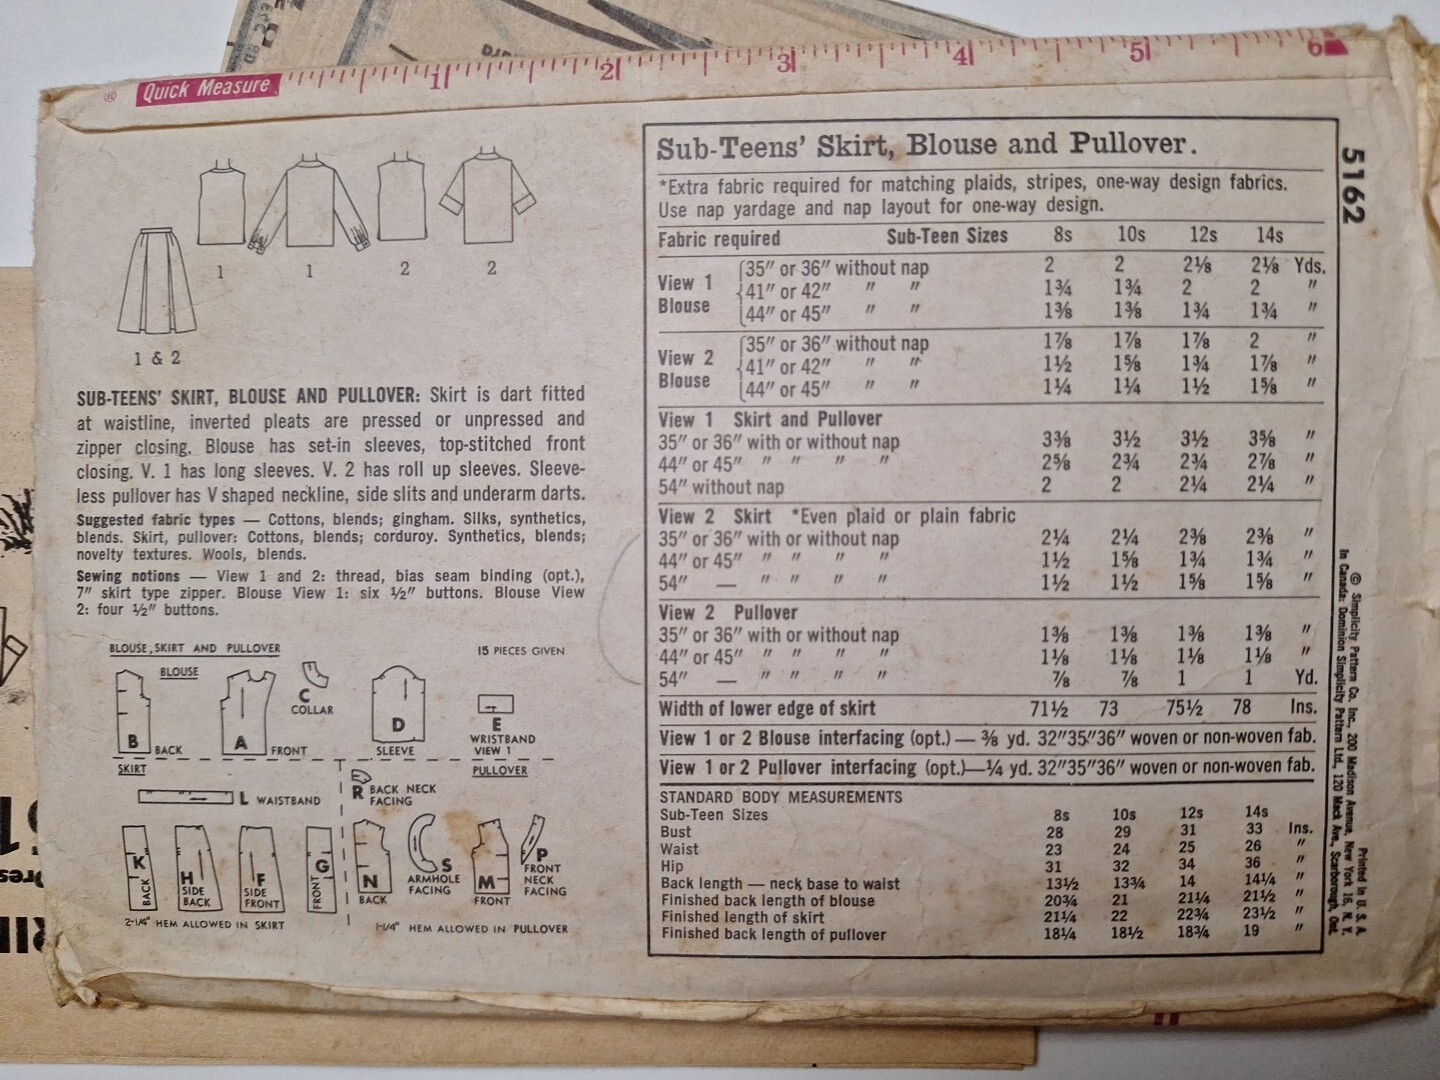 ® Quick Measure 1 2 3 4 5 6
1 1 2 2
1 & 2
SUB-TEENS' SKIRT, BLOUSE AND PULLOVER: Skirt is dart fitted
at waistline, inverted pleats are pressed or unpressed and
zipper closing. Blouse has set-in sleeves, top-stitched front
closing. V. 1 has long sleeves. V. 2 has roll up sleeves. Sleeve-
less pullover has V shaped neckline, side slits and underarm darts.
Suggested fabric types — Cottons, blends; gingham. Silks, synthetics,
blends. Skirt, pullover: Cottons, blends; corduroy. Synthetics, blends;
novelty textures. Wools, blends.
Sewing notions — View 1 and 2: thread, bias seam binding (opt.),
7" skirt type zipper. Blouse View 1: six ½" buttons. Blouse View
2: four ½" buttons.
BLOUSE, SKIRT AND PULLOVER 15 PIECES GIVEN
BLOUSE
B BACK
A FRONT
C COLLAR
D SLEEVE
E WRISTBAND
VIEW 1
SKIRT
L WAISTBAND
K BACK
H SIDE
BACK
F SIDE
FRONT
G FRONT
2-1/4" HEM ALLOWED IN SKIRT
PULLOVER
R BACK NECK
FACING
N BACK
S ARMHOLE
FACING
M FRONT
P FRONT
NECK
FACING
1-1/4" HEM ALLOWED IN PULLOVER
Sub-Teens' Skirt, Blouse and Pullover.
*Extra fabric required for matching plaids, stripes, one-way design fabrics.
Use nap yardage and nap layout for one-way design.
Fabric required Sub-Teen Sizes 8s 10s 12s 14s
View 1 Blouse
35" or 36" without nap 2 2 2⅛ 2⅛ Yds.
41" or 42" " " 1¾ 1¾ 2 2 "
44" or 45" " " 1⅜ 1⅜ 1¾ 1¾ "
View 2 Blouse
35" or 36" without nap 1⅞ 1⅞ 1⅞ 2 "
41" or 42" " " 1½ 1⅝ 1¾ 1⅞ "
44" or 45" " " 1¼ 1¼ 1½ 1⅝ "
View 1 Skirt and Pullover
35" or 36" with or without nap 3⅜ 3½ 3½ 3⅝ "
44" or 45" " " " " 2⅝ 2¾ 2¾ 2⅞ "
54" without nap 2 2 2¼ 2¼ "
View 2 Skirt *Even plaid or plain fabric
35" or 36" with or without nap 2¼ 2¼ 2⅜ 2⅜ "
44" or 45" " " " " 1½ 1⅝ 1¾ 1¾ "
54" — " " " " 1½ 1½ 1⅝ 1⅝ "
View 2 Pullover
35" or 36" with or without nap 1⅜ 1⅜ 1⅜ 1⅜ "
44" or 45" " " " " 1⅛ 1⅛ 1⅛ 1⅛ "
54" — " " " " ⅞ ⅞ 1 1 Yd.
Width of lower edge of skirt 71½ 73 75½ 78 Ins.
View 1 or 2 Blouse interfacing (opt.) — ⅜ yd. 32"35"36" woven or non-woven fab.
View 1 or 2 Pullover interfacing (opt.)—¼ yd. 32"35"36" woven or non-woven fab.
STANDARD BODY MEASUREMENTS
Sub-Teen Sizes 8s 10s 12s 14s
Bust 28 29 31 33 Ins.
Waist 23 24 25 26 "
Hip 31 32 34 36 "
Back length — neck base to waist 13½ 13¾ 14 14¼ "
Finished back length of blouse 20¾ 21 21¼ 21½ "
Finished length of skirt 21¼ 22 22¾ 23½ "
Finished back length of pullover 18¼ 18½ 18¾ 19 "
5162
© Simplicity Pattern Co. Inc., 200 Madison Avenue, New York 16, N. Y.
In Canada: Dominion Simplicity Pattern Ltd., 120 Mack Ave., Scarborough, Ont.
Printed in U. S. A.